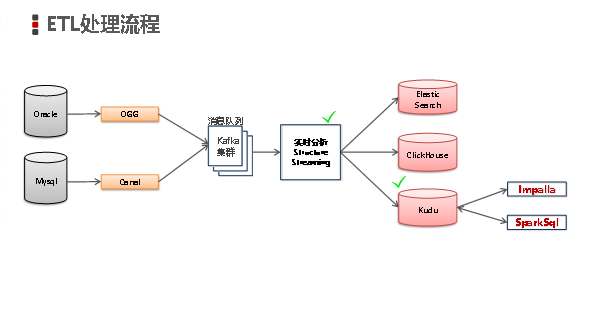 ETL处理流程
Oracle
OGG
消息队列
Kafka
集群
实时分析
Structure
Streaming
Elastic
Search
ClickHouse
Mysql
Canal
Kudu
Impalla
SparkSql